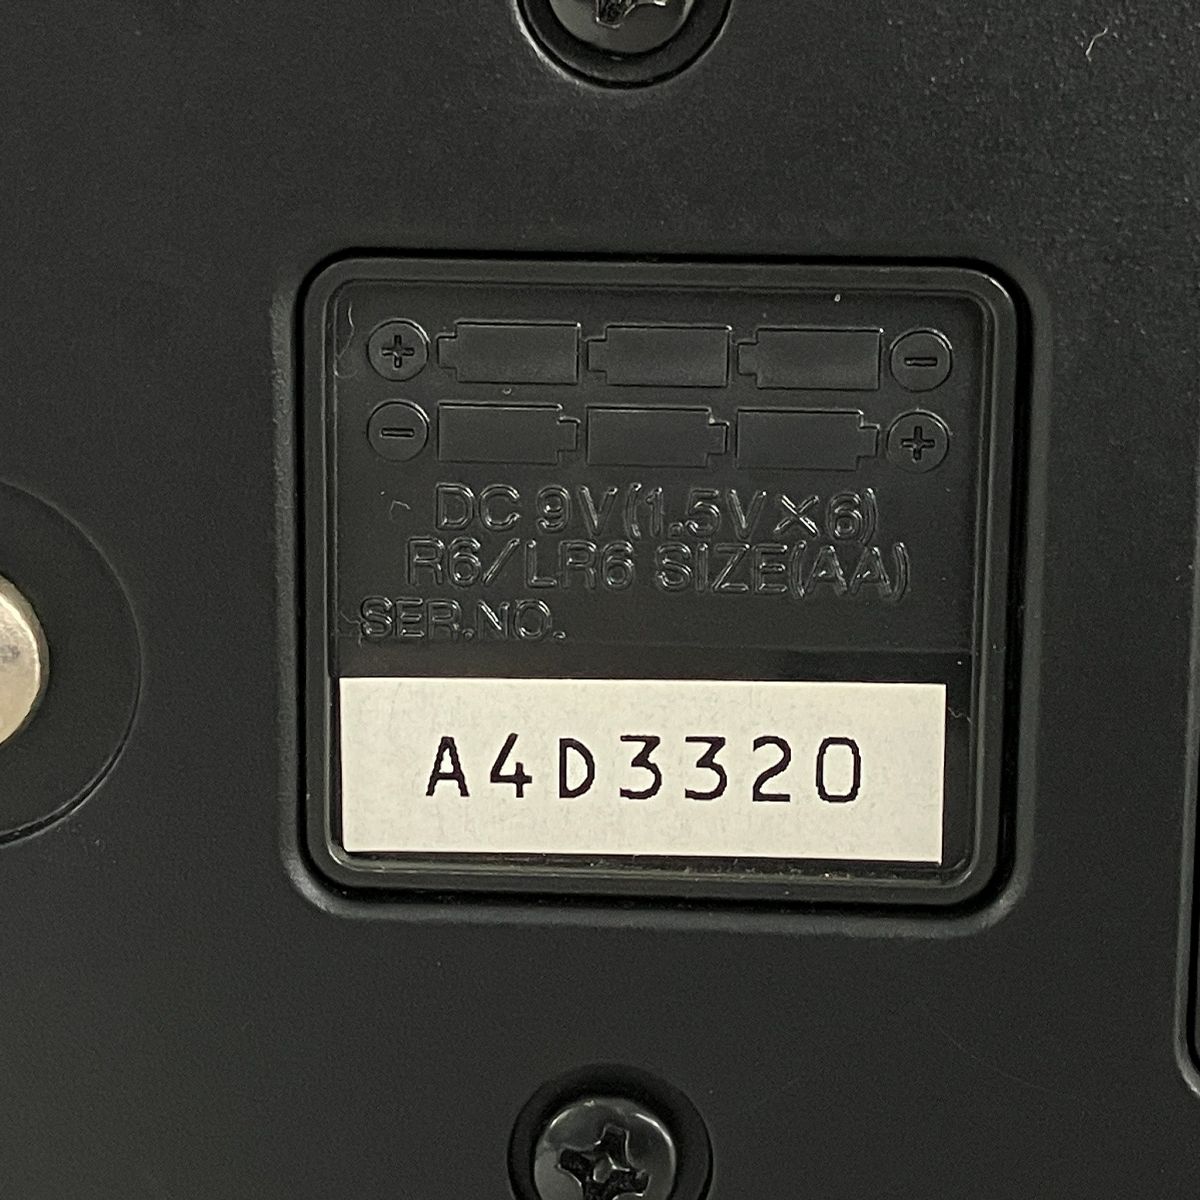 DC 9V(1.5V×6)
R6/LR6 SIZE(AA)
SER.NO.
A4D3320